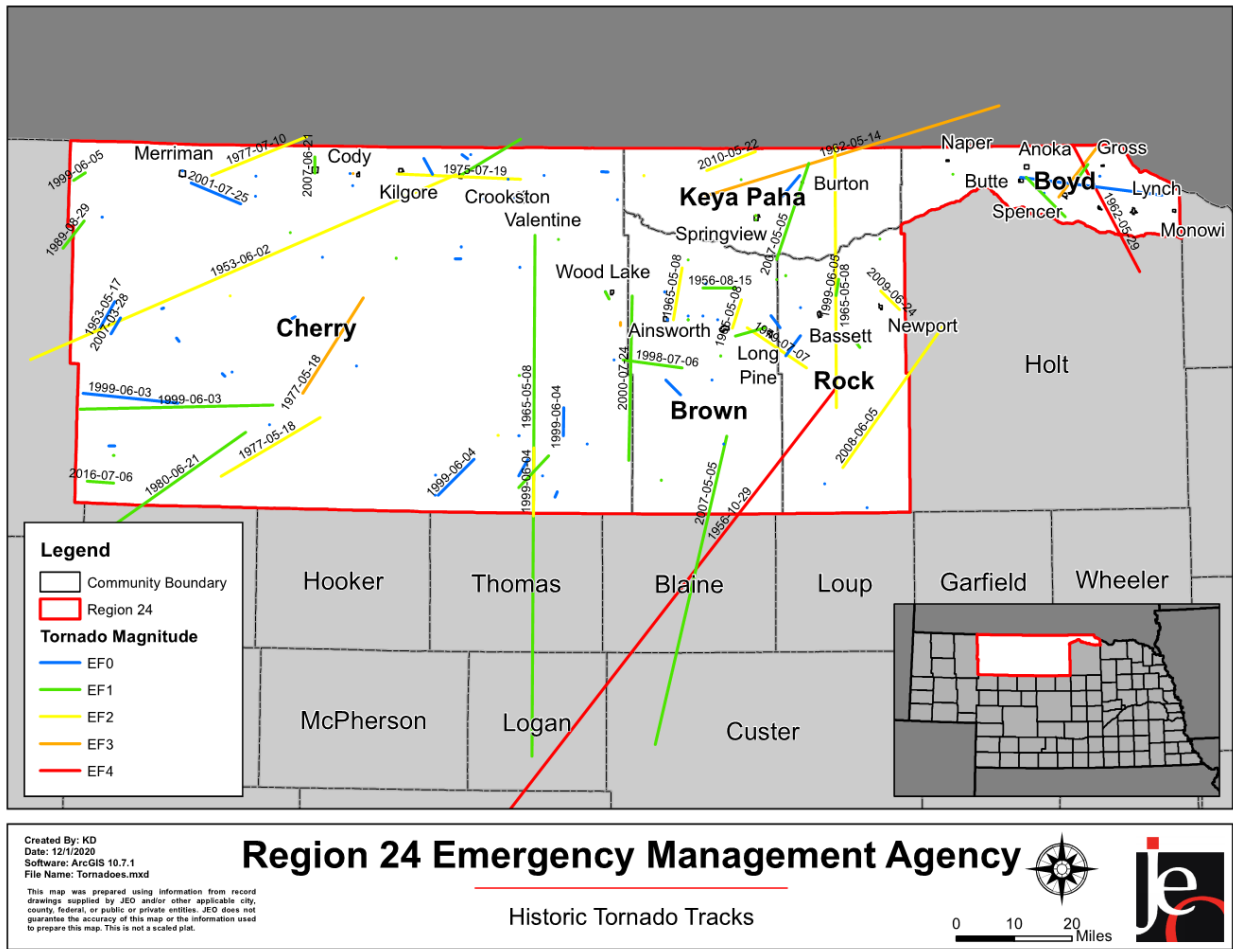 1962-05-14
2010-05-22
1977-07-10
Naper
Anoka
Gross
Merriman
Cody
2007-06-21
1999-06-05
1975-07-19
2001-07-25
Kilgore
Crookston
Keya Paha
Burton
Butte
Boyd
Lynch
Valentine
Spencer
1962-05-29
Monowi
1989-08-29
Springview
2007-05-05
1953-06-02
Wood Lake
1965-05-08
1956-08-15
1999-06-05
1965-05-08
2009-06-24
1953-05-17
2007-03-28
Cherry
Ainsworth
1965-05-08
Bassett
Newport
Long
Pine
1998-07-06
Holt
1977-05-18
2000-07-24
Rock
1999-06-03
1999-06-03
1965-05-08
1999-06-04
Brown
1977-05-18
2008-06-05
2016-07-06
1980-06-21
1999-06-04
1999-06-04
2007-05-05
1956-10-29
Legend
Community Boundary
Region 24
Tornado Magnitude
EF0
EF1
EF2
EF3
EF4
Hooker
Thomas
Blaine
Loup
Garfield
Wheeler
McPherson
Logan
Custer
Created By: KD
Date: 12/1/2020
Software: ArcGIS 10.7.1
File Name: Tornadoes.mxd
This map was prepared using information from record
drawings supplied by JEO and/or other applicable city,
county, federal, or public or private entities. JEO does not
guarantee the accuracy of this map or the information used
to prepare this map. This is not a scaled plat.
Region 24 Emergency Management Agency
Historic Tornado Tracks
0 10 20
Miles
jeo